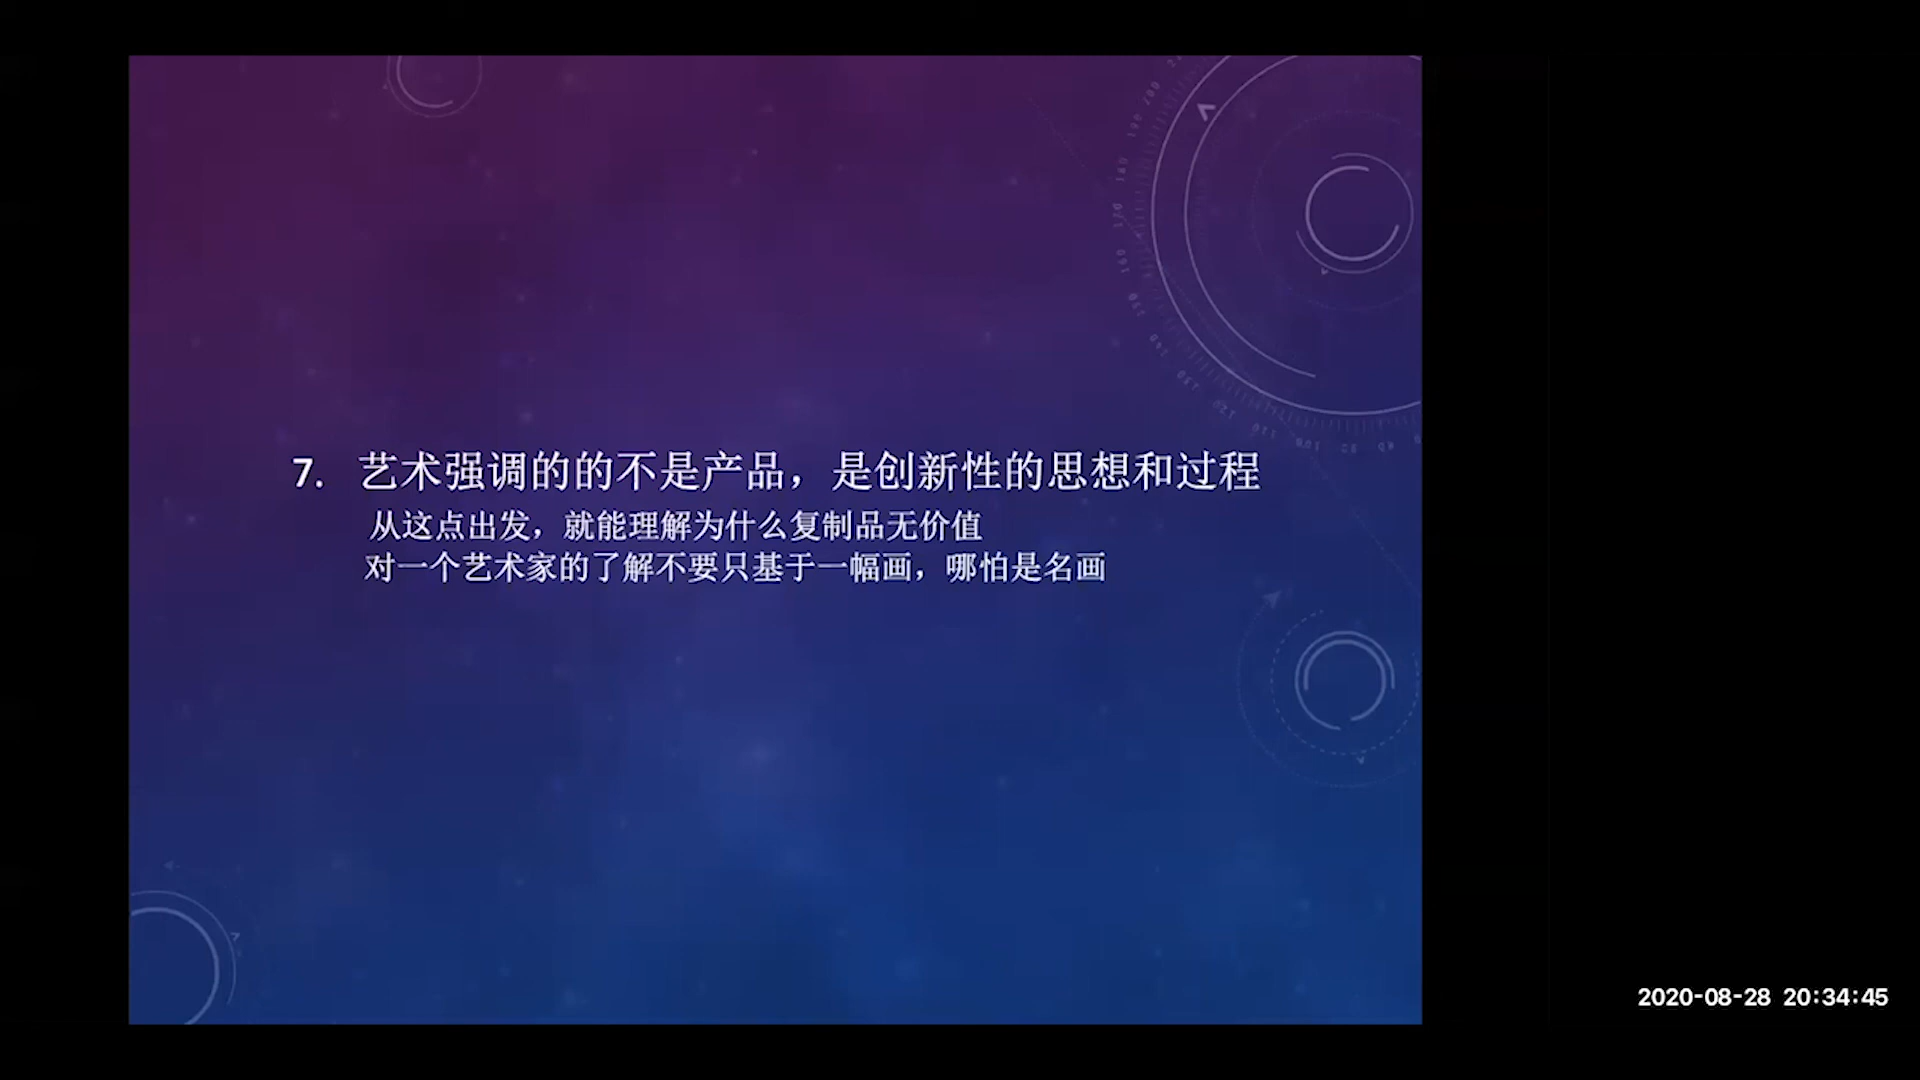 7. 艺术强调的的不是产品，是创新性的思想和过程
从这点出发，就能理解为什么复制品无价值
对一个艺术家的了解不要只基于一幅画，哪怕是名画
2020-08-28 20:34:45